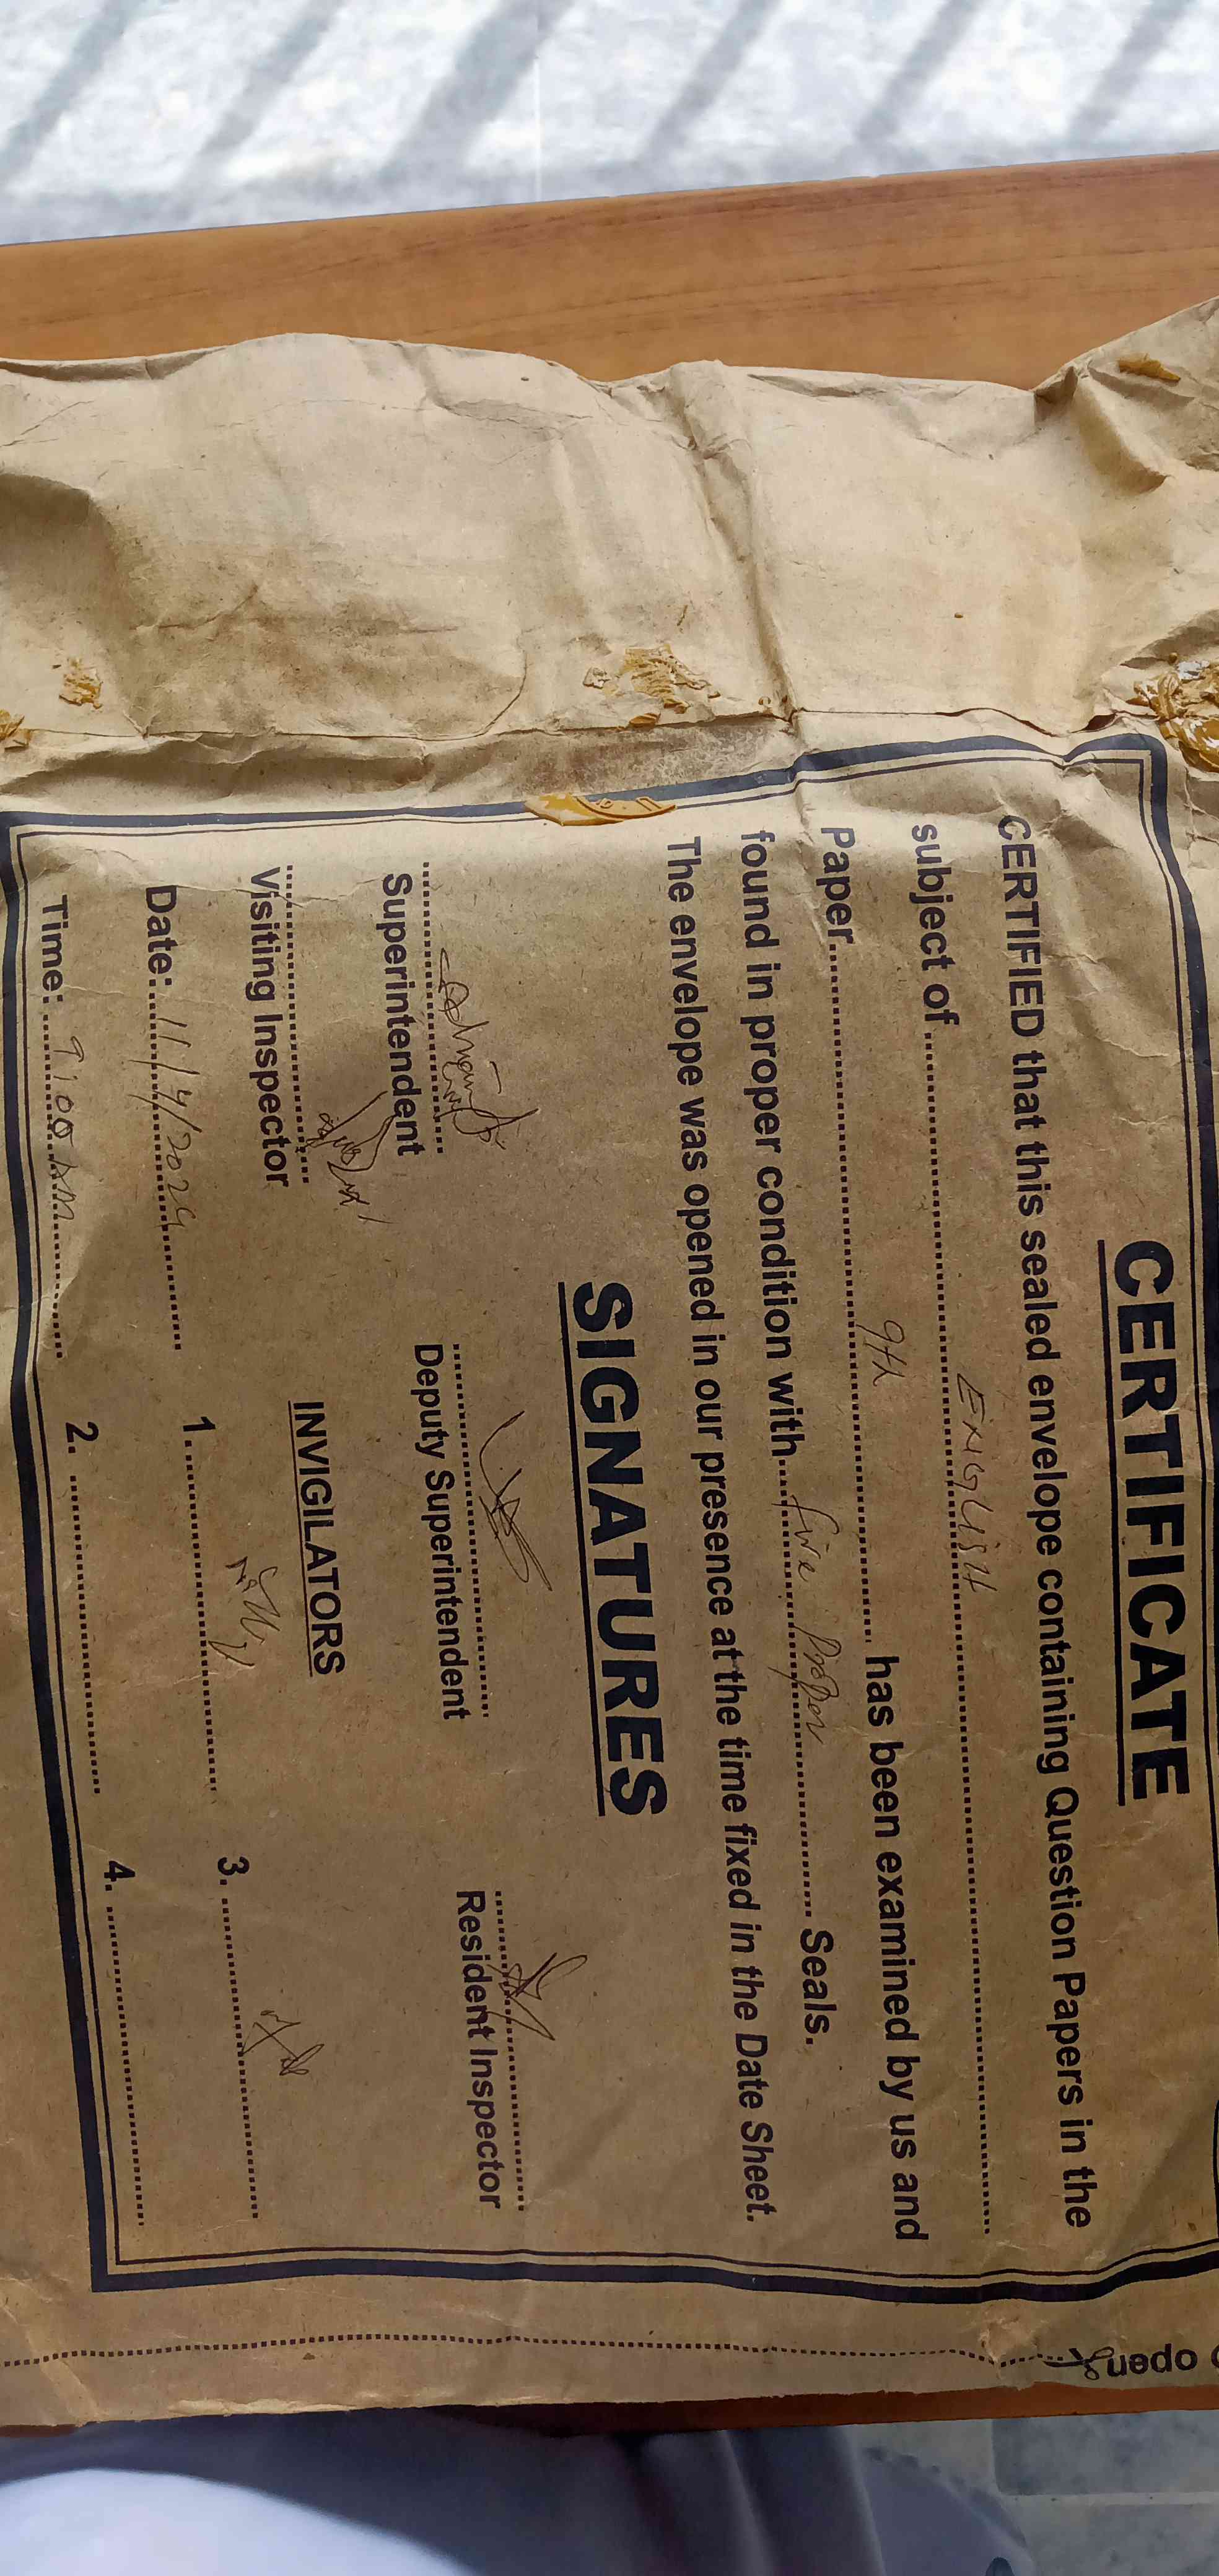 CERTIFICATE
CERTIFIED that this sealed envelope containing Question Papers in the
subject of ENGLISH
Paper 9th has been examined by us and
found in proper condition with five proper Seals.
The envelope was opened in our presence at the time fixed in the Date Sheet.
SIGNATURES
Superintendent Deputy Superintendent Resident Inspector
Visiting Inspector INVIGILATORS
Date: 11/4/2024 1. 3.
Time: 9:00 AM 2. 4.
open